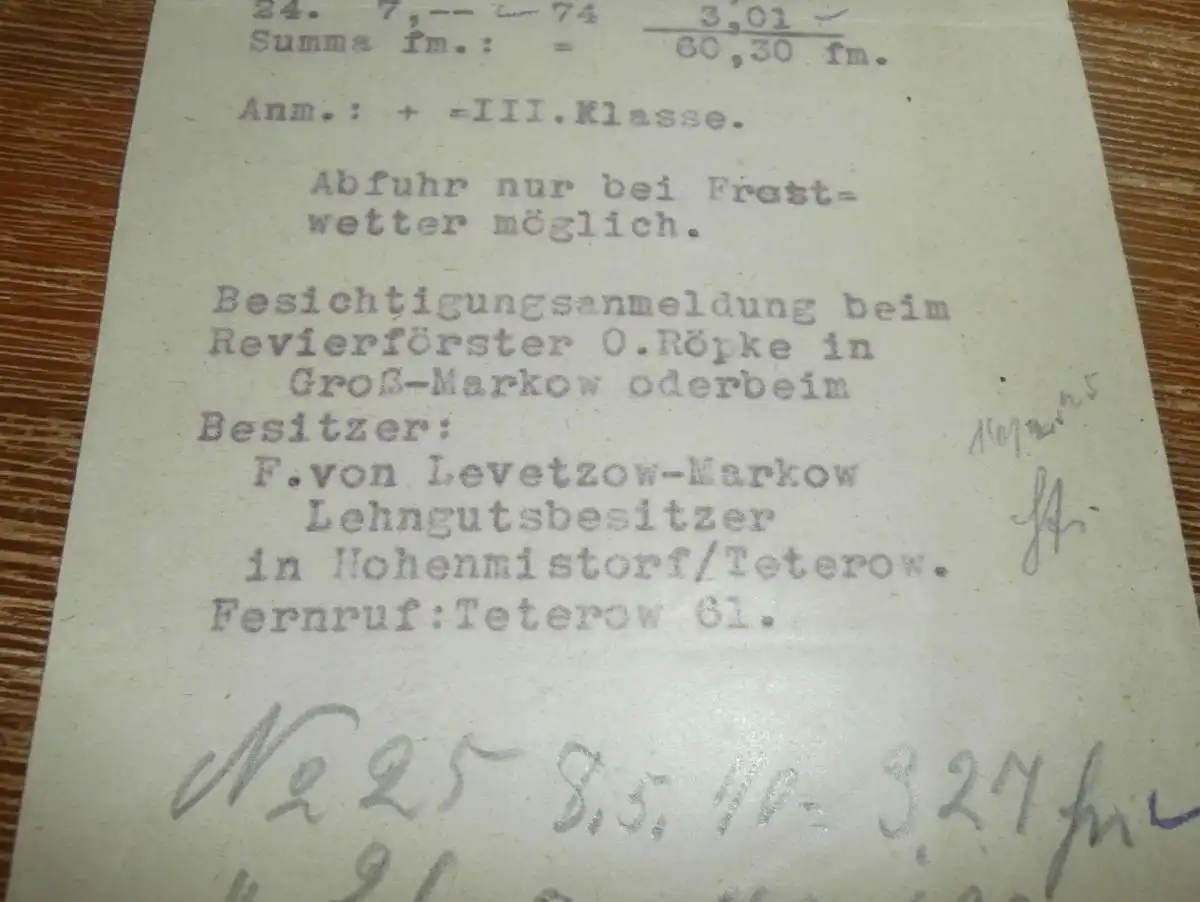 24. 7,-- 74 3,01
Summa fm.: = 60,30 fm.
Anm.: + =III.Klasse.
Abfuhr nur bei Frost=
wetter möglich.
Besichtigungsanmeldung beim
Revierförster O.Röpke in
Groß-Markow oderbeim
Besitzer:
F.von Levetzow-Markow
Lehngutsbesitzer
in Hohenmistorf/Teterow.
Fernruf:Teterow 61.
No 25 8,5. = 3,27 fm